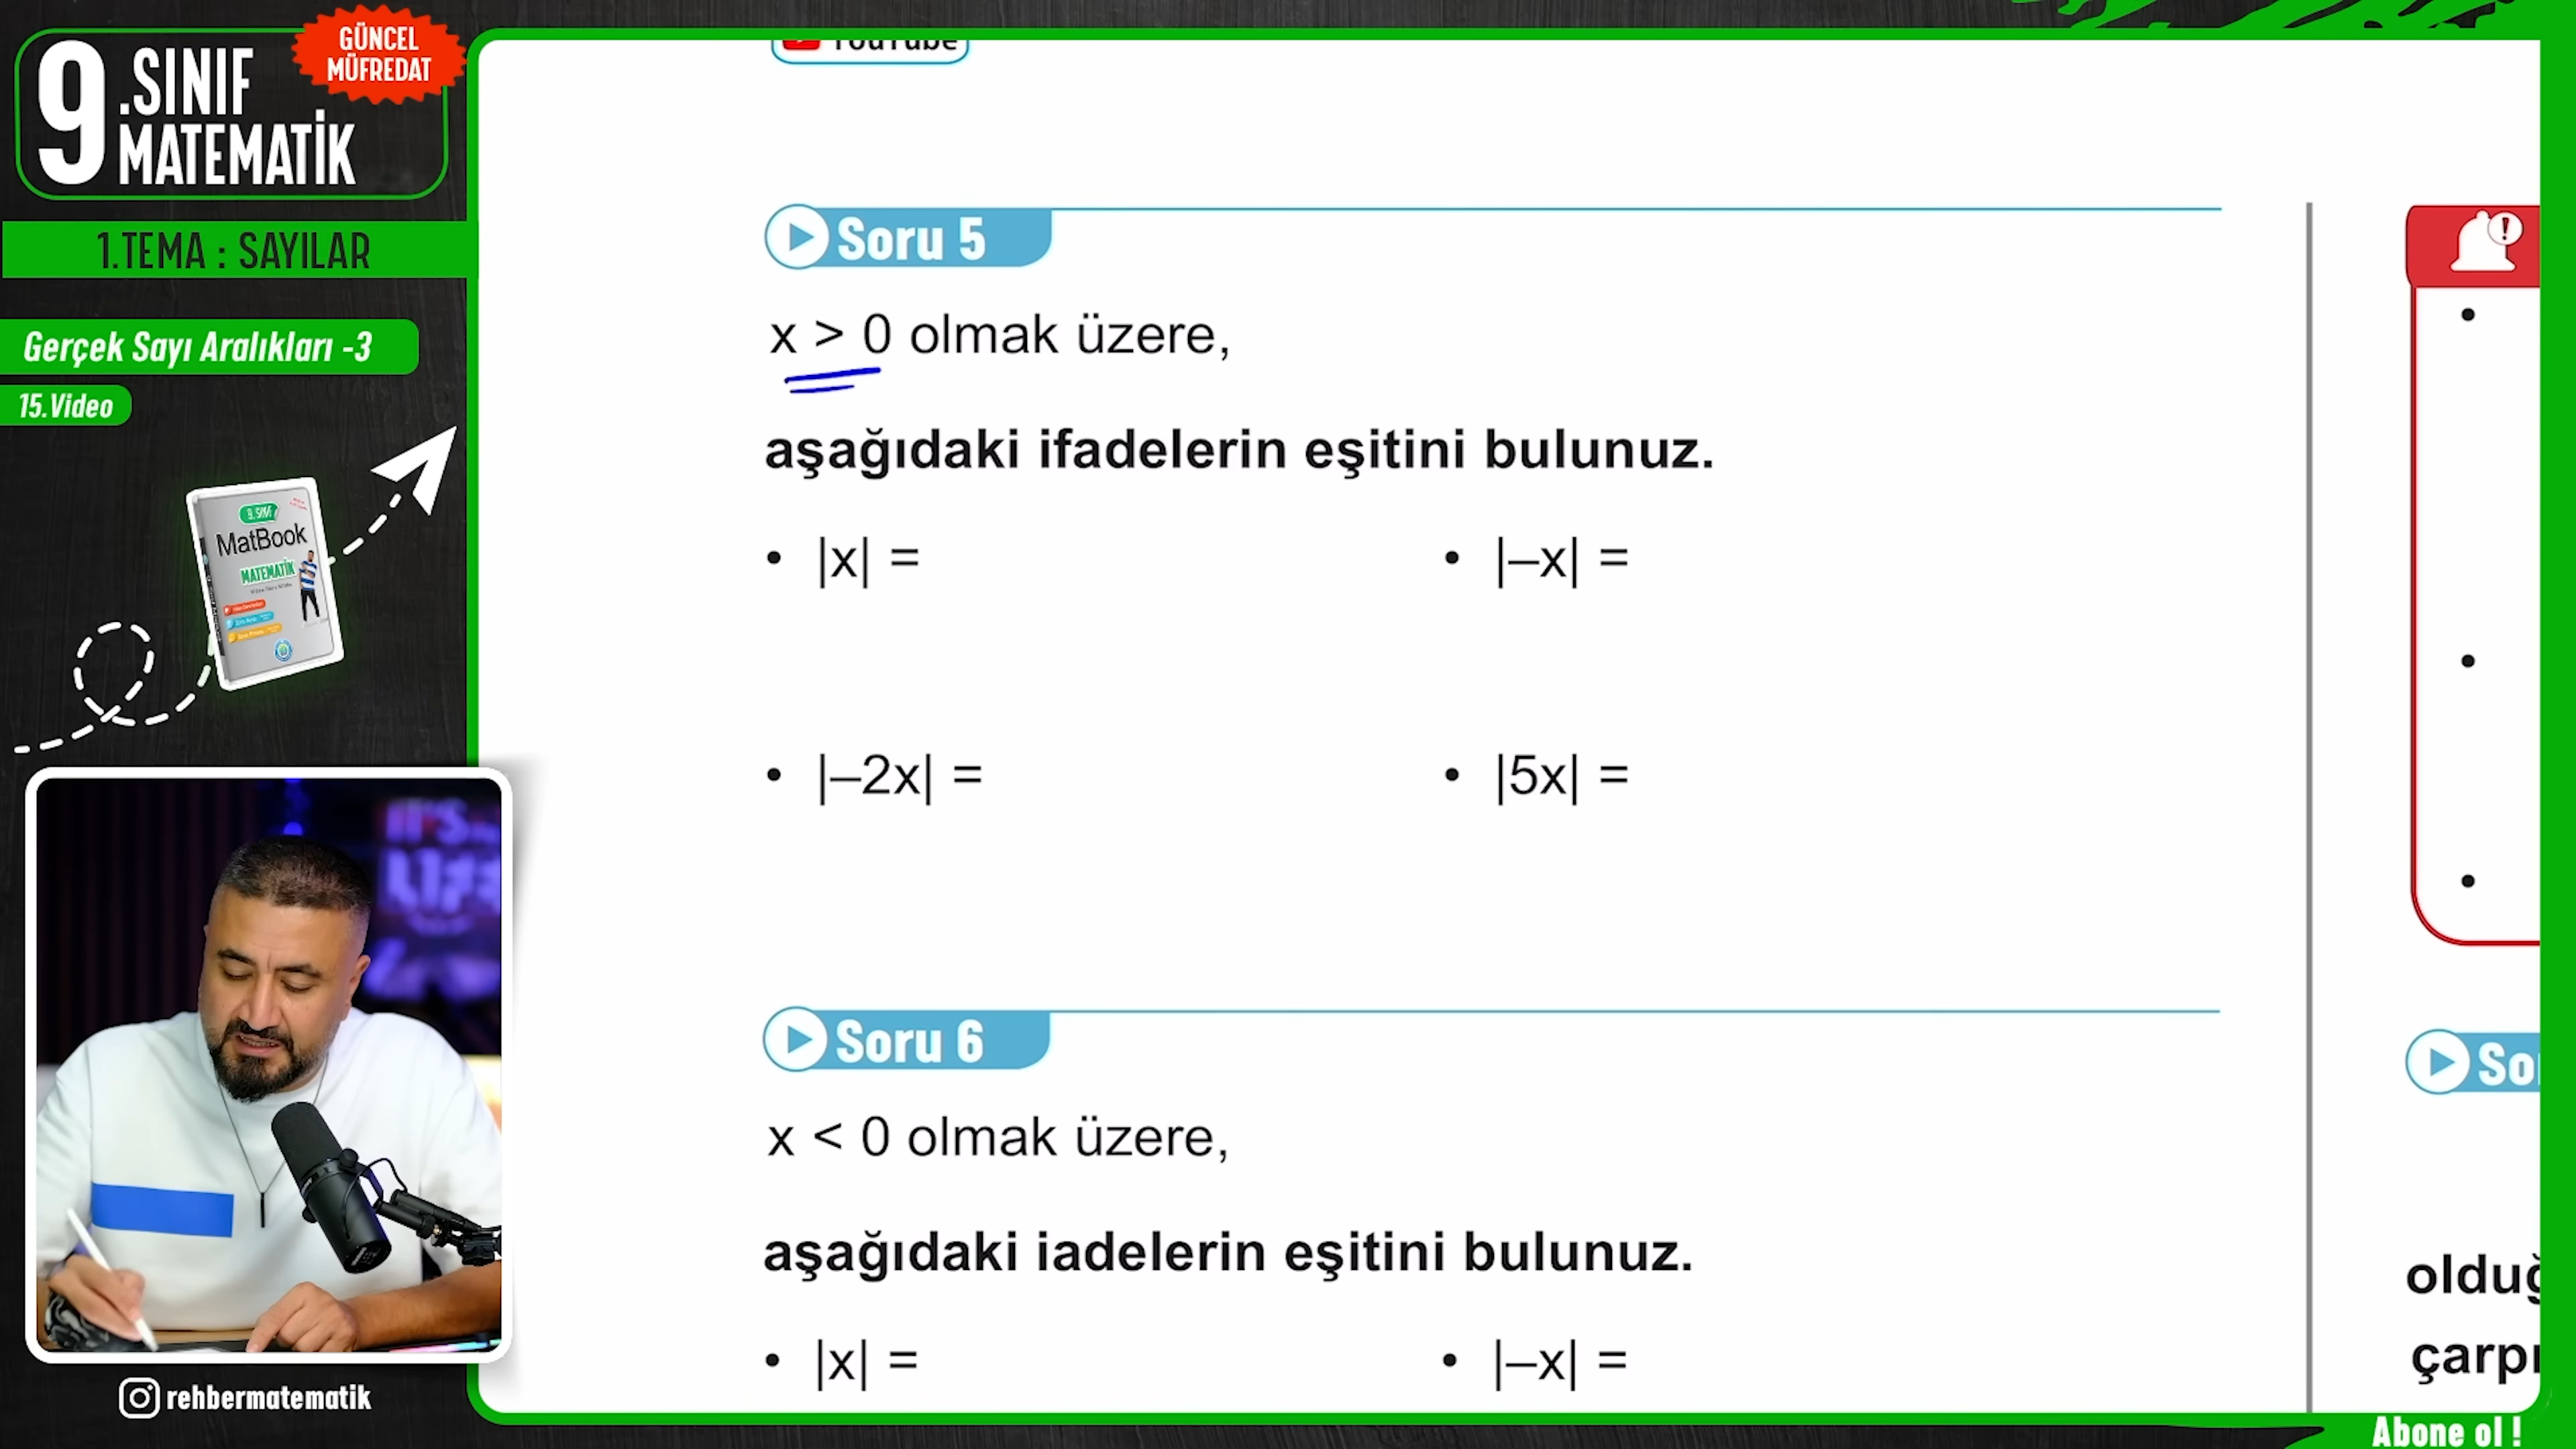 GÜNCEL
MÜFREDAT
9.SINIF
MATEMATİK
1.TEMA : SAYILAR
Gerçek Sayı Aralıkları -3
15.Video
9. SINIF
MatBook
MATEMATİK
rehbermatematik
YouTube
Soru 5
x > 0 olmak üzere,
aşağıdaki ifadelerin eşitini bulunuz.
• |x| =
• |–x| =
• |–2x| =
• |5x| =
Soru 6
x < 0 olmak üzere,
aşağıdaki iadelerin eşitini bulunuz.
• |x| =
• |–x| =
Abone ol !